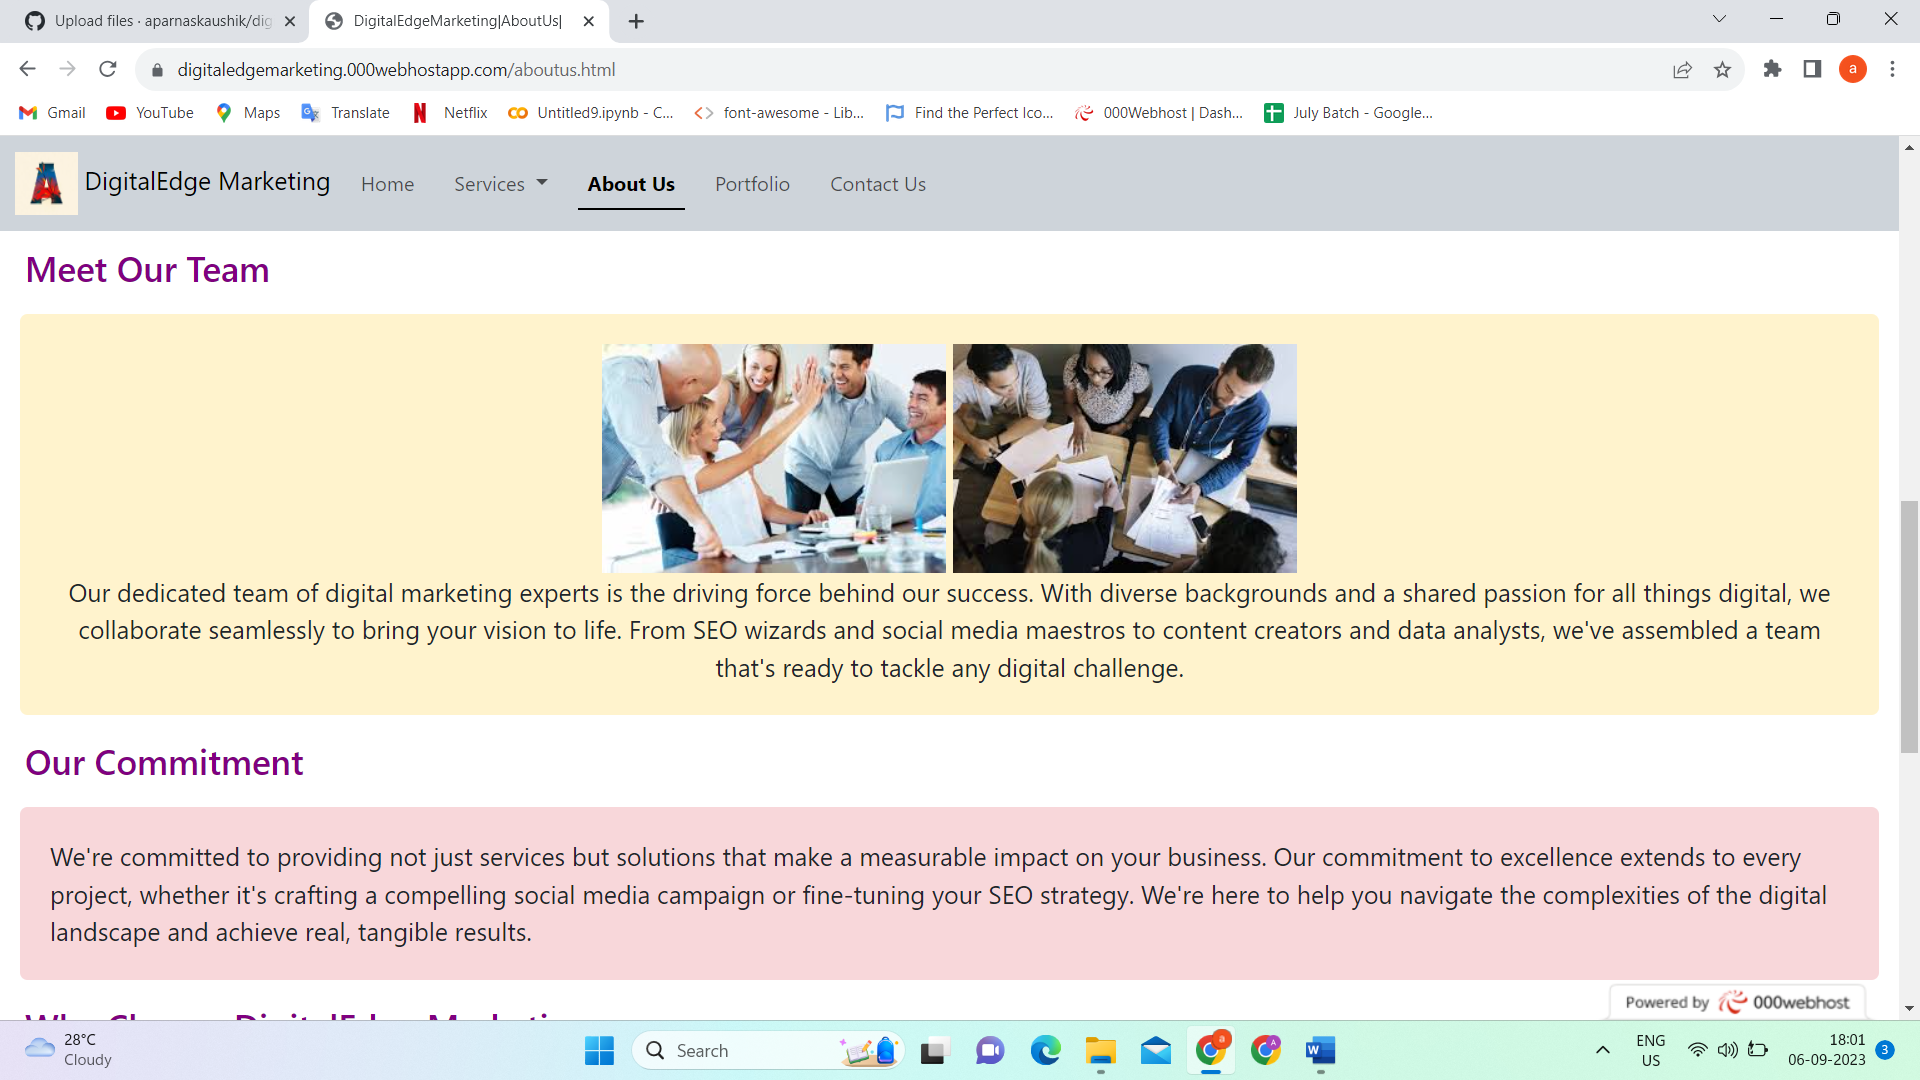 Upload files · aparnaskaushik/dig
DigitalEdgeMarketing|AboutUs|
digitaledgemarketing.000webhostapp.com/aboutus.html
a
Gmail
YouTube
Maps
Translate
Netflix
Untitled9.ipynb - C...
font-awesome - Lib...
Find the Perfect Ico...
000Webhost | Dash...
July Batch - Google...
DigitalEdge Marketing
Home
Services
About Us
Portfolio
Contact Us
Meet Our Team
Our dedicated team of digital marketing experts is the driving force behind our success. With diverse backgrounds and a shared passion for all things digital, we
collaborate seamlessly to bring your vision to life. From SEO wizards and social media maestros to content creators and data analysts, we've assembled a team
that's ready to tackle any digital challenge.
Our Commitment
We're committed to providing not just services but solutions that make a measurable impact on your business. Our commitment to excellence extends to every
project, whether it's crafting a compelling social media campaign or fine-tuning your SEO strategy. We're here to help you navigate the complexities of the digital
landscape and achieve real, tangible results.
Powered by 000webhost
28°C
Cloudy
Search
ENG
US
18:01
06-09-2023
3